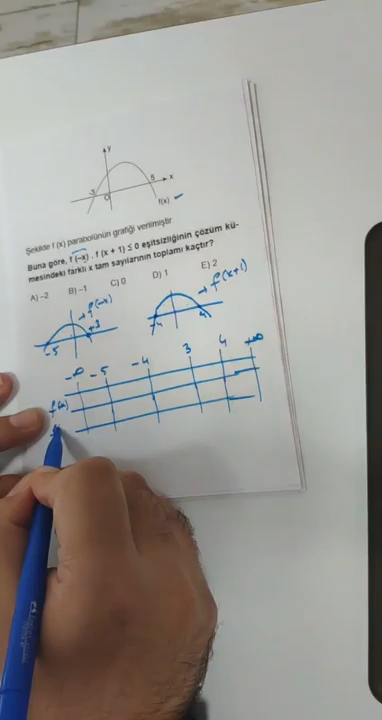 y
-3
0
5
x
f(x)
Şekilde f (x) parabolünün grafiği verilmiştir
Buna göre, f (-x) . f (x + 1) ≤ 0 eşitsizliğinin çözüm kü-
mesindeki farklı x tam sayılarının toplamı kaçtır?
A) -2 B) -1 C) 0 D) 1 E) 2
→ f(-x)
-5 +3
→ f(x+1)
-4 4
-∞ -5 -4 3 4 +∞